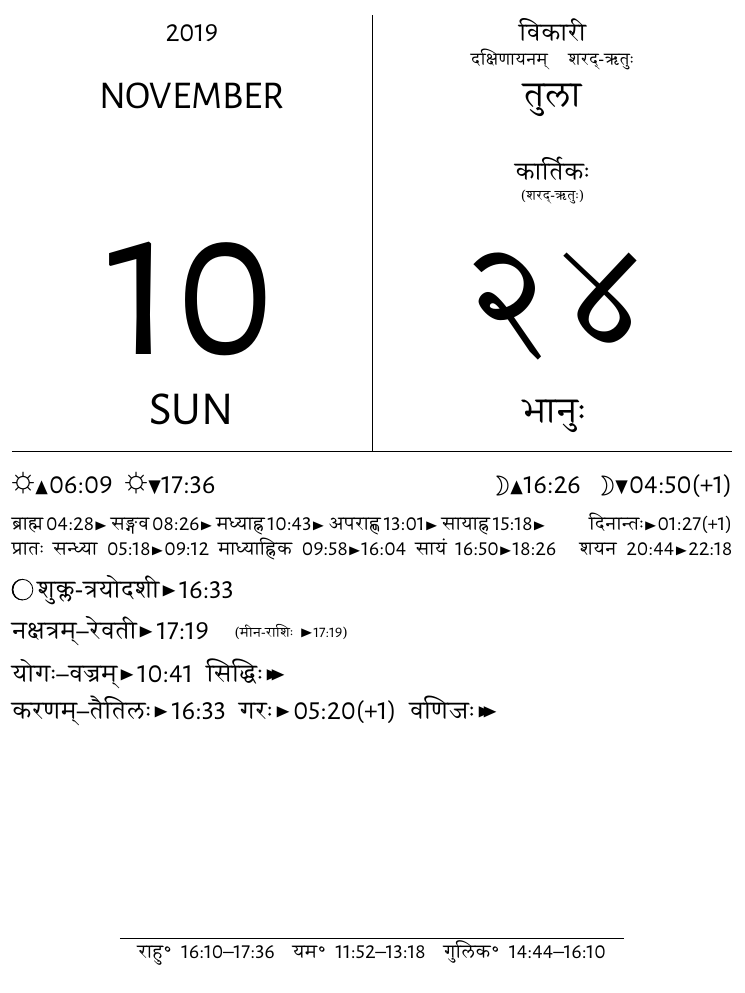 2019
NOVEMBER
10
SUN
विकारी
दक्षिणायनम् शरद्-ऋतुः
तुला
कार्तिकः
(शरद्-ऋतुः)
२४
भानुः
☼▲06:09 ☼▼17:36 ☽▲16:26 ☽▼04:50(+1)
ब्राह्म 04:28► सङ्गव 08:26► मध्याह्न 10:43► अपराह्ण 13:01► सायाह्न 15:18► दिनान्तः►01:27(+1)
प्रातः सन्ध्या 05:18►09:12 माध्याह्निक 09:58►16:04 सायं 16:50►18:26 शयन 20:44►22:18
◯शुक्ल-त्रयोदशी►16:33
नक्षत्रम्–रेवती►17:19 (मीन-राशिः ►17:19)
योगः–वज्रम्►10:41 सिद्धिः►►
करणम्–तैतिलः►16:33 गरः►05:20(+1) वणिजः►►
राहु॰ 16:10–17:36 यम॰ 11:52–13:18 गुलिक॰ 14:44–16:10